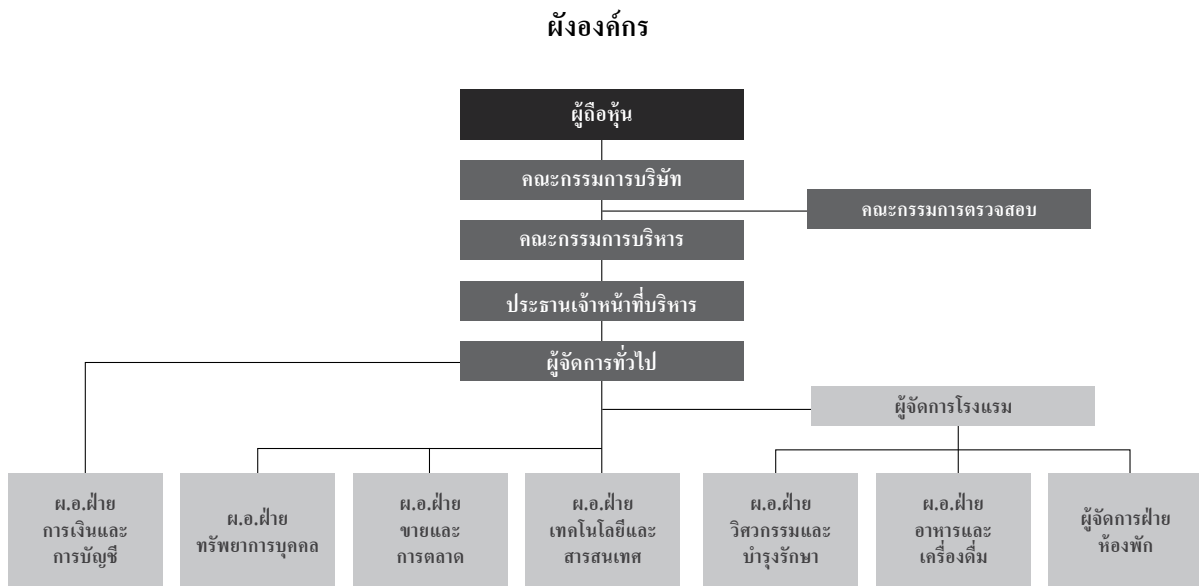 ผังองค์กร
ผู้ถือหุ้น
คณะกรรมการบริษัท
คณะกรรมการตรวจสอบ
คณะกรรมการบริหาร
ประธานเจ้าหน้าที่บริหาร
ผู้จัดการทั่วไป
ผู้จัดการโรงแรม
ผ.อ.ฝ่าย
การเงินและ
การบัญชี
ผ.อ.ฝ่าย
ทรัพยาการบุคคล
ผ.อ.ฝ่าย
ขายและ
การตลาด
ผ.อ.ฝ่าย
เทคโนโลยีและ
สารสนเทศ
ผ.อ.ฝ่าย
วิศวกรรมและ
บำรุงรักษา
ผ.อ.ฝ่าย
อาหารและ
เครื่องดื่ม
ผู้จัดการฝ่าย
ห้องพัก